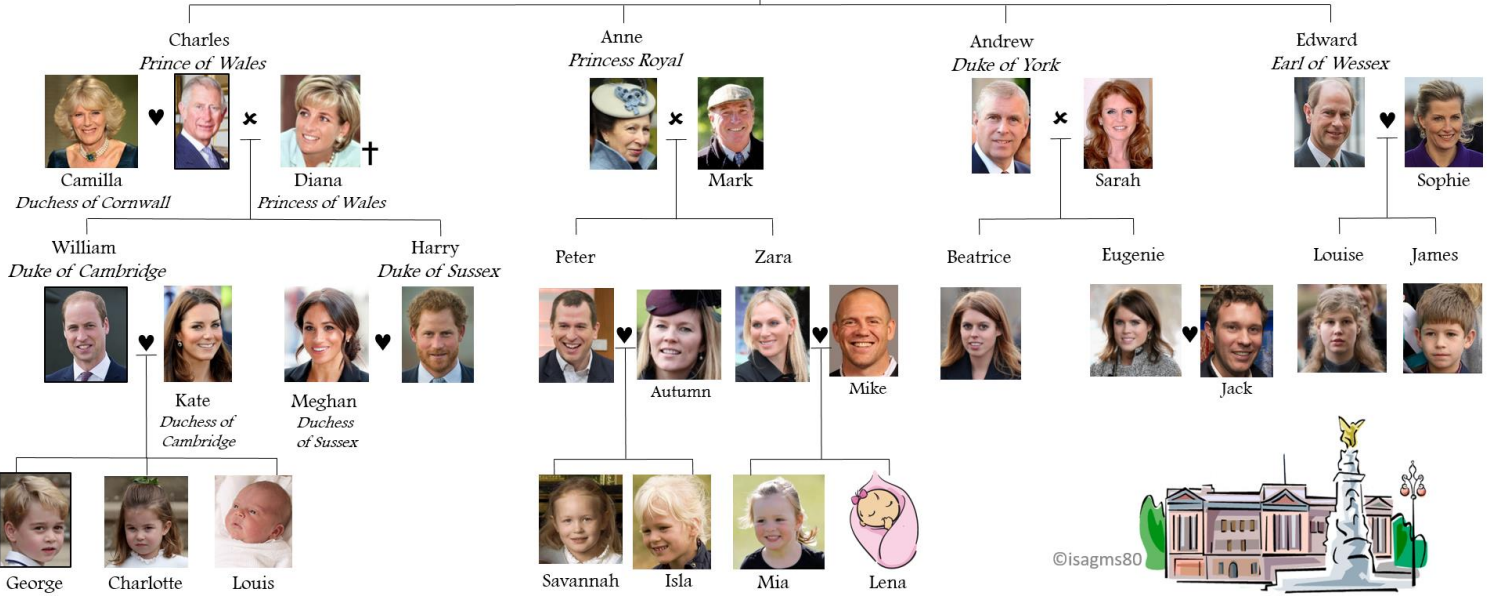 Charles
Prince of Wales
Anne
Princess Royal
Andrew
Duke of York
Edward
Earl of Wessex
Camilla
Duchess of Cornwall
Diana
Princess of Wales
Mark
Sarah
Sophie
William
Duke of Cambridge
Harry
Duke of Sussex
Peter
Zara
Beatrice
Eugenie
Louise
James
Kate
Duchess of
Cambridge
Meghan
Duchess
of Sussex
Autumn
Mike
Jack
George
Charlotte
Louis
Savannah
Isla
Mia
Lena
©isagms80